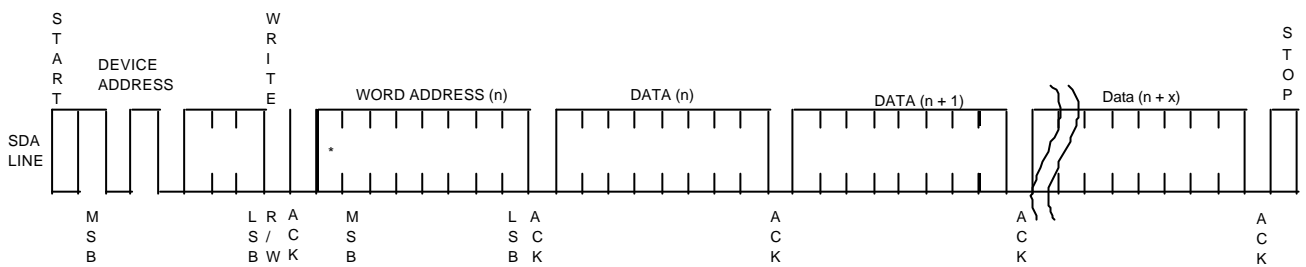 START
WRITE
STOP
DEVICE
ADDRESS
WORD ADDRESS (n)
DATA (n)
DATA (n + 1)
Data (n + x)
SDA
LINE
*
MSB
LSB
R/W
ACK
MSB
LSB
ACK
ACK
ACK
ACK